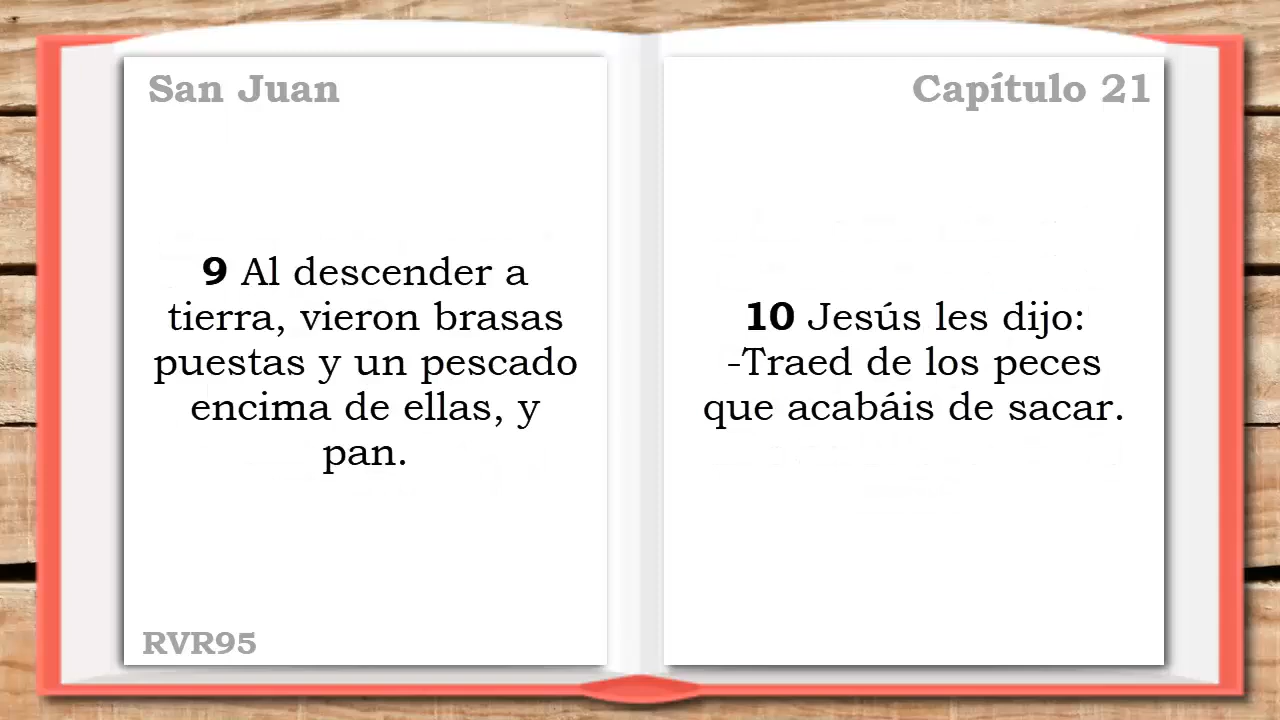 San Juan
9 Al descender a
tierra, vieron brasas
puestas y un pescado
encima de ellas, y
pan.
RVR95
Capítulo 21
10 Jesús les dijo:
-Traed de los peces
que acabáis de sacar.